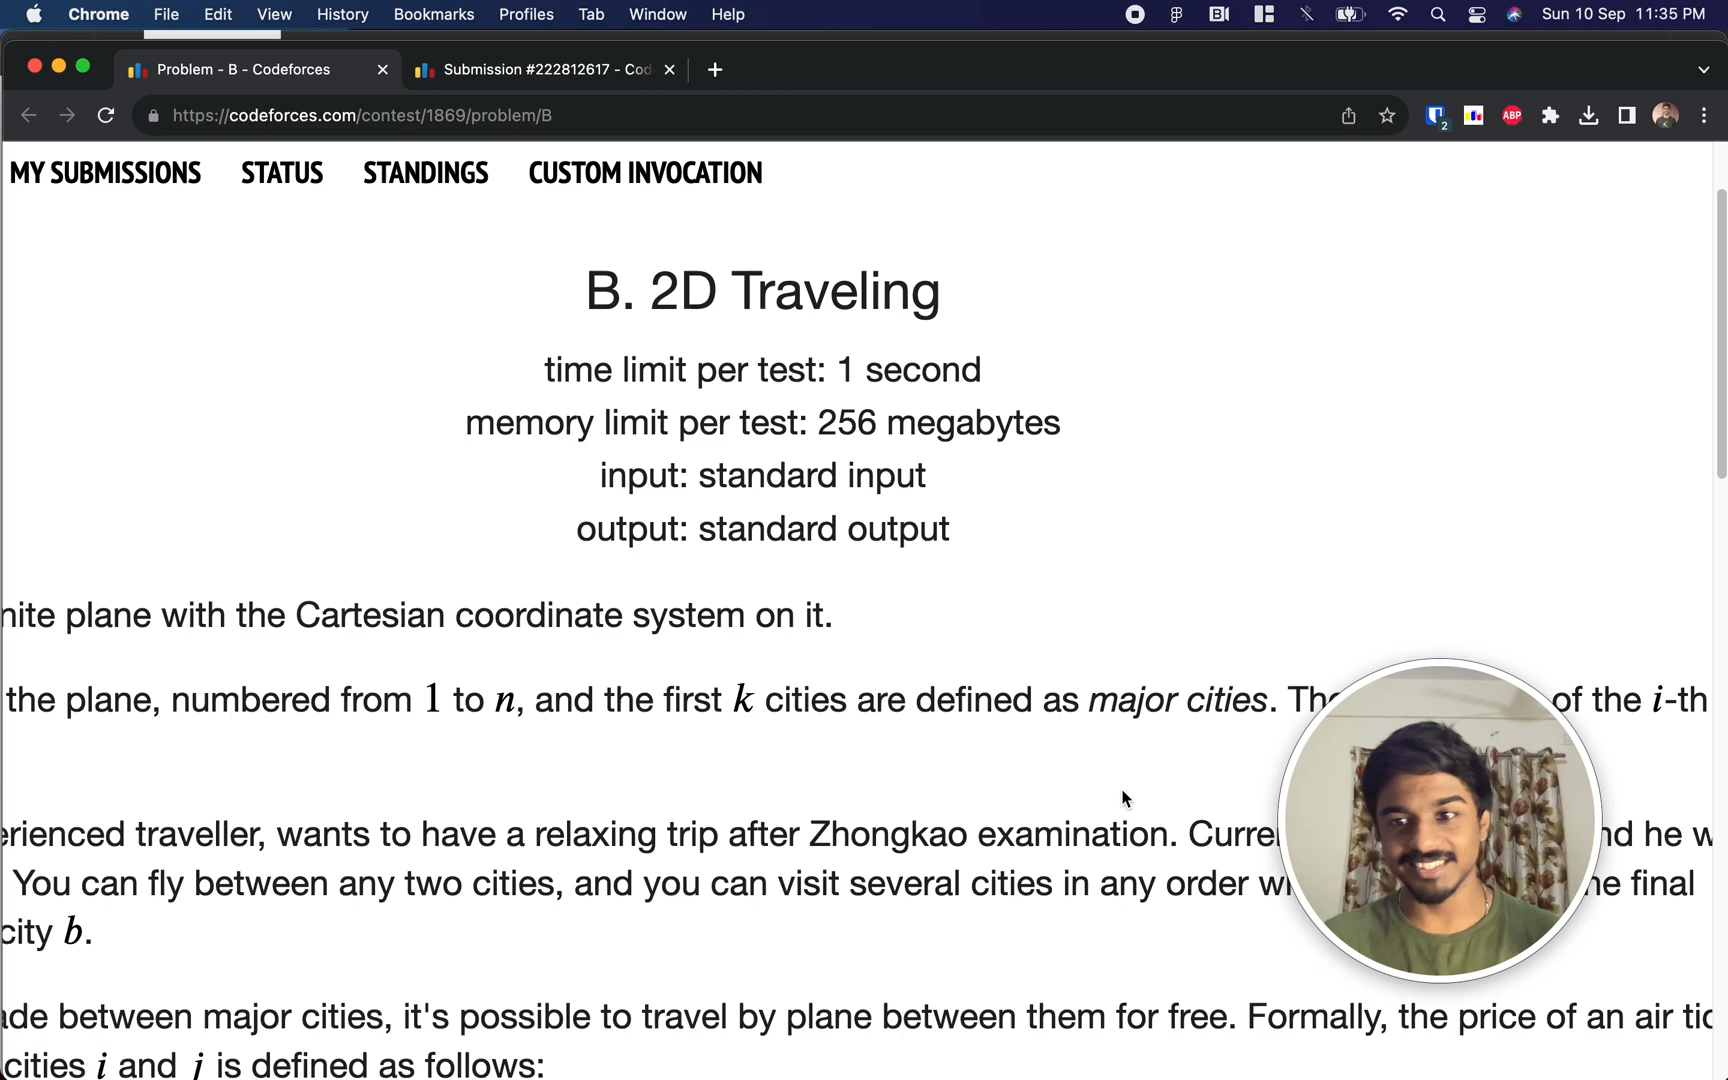 Chrome File Edit View History Bookmarks Profiles Tab Window Help Sun 10 Sep 11:35 PM
Problem - B - Codeforces Submission #222812617 - Cod
https://codeforces.com/contest/1869/problem/B 2 ABP
MY SUBMISSIONS STATUS STANDINGS CUSTOM INVOCATION
B. 2D Traveling
time limit per test: 1 second
memory limit per test: 256 megabytes
input: standard input
output: standard output
nite plane with the Cartesian coordinate system on it.
the plane, numbered from 1 to n, and the first k cities are defined as major cities. The of the i-th
erienced traveller, wants to have a relaxing trip after Zhongkao examination. Curre nd he w
You can fly between any two cities, and you can visit several cities in any order wi he final
city b.
ade between major cities, it's possible to travel by plane between them for free. Formally, the price of an air tic
cities i and j is defined as follows: